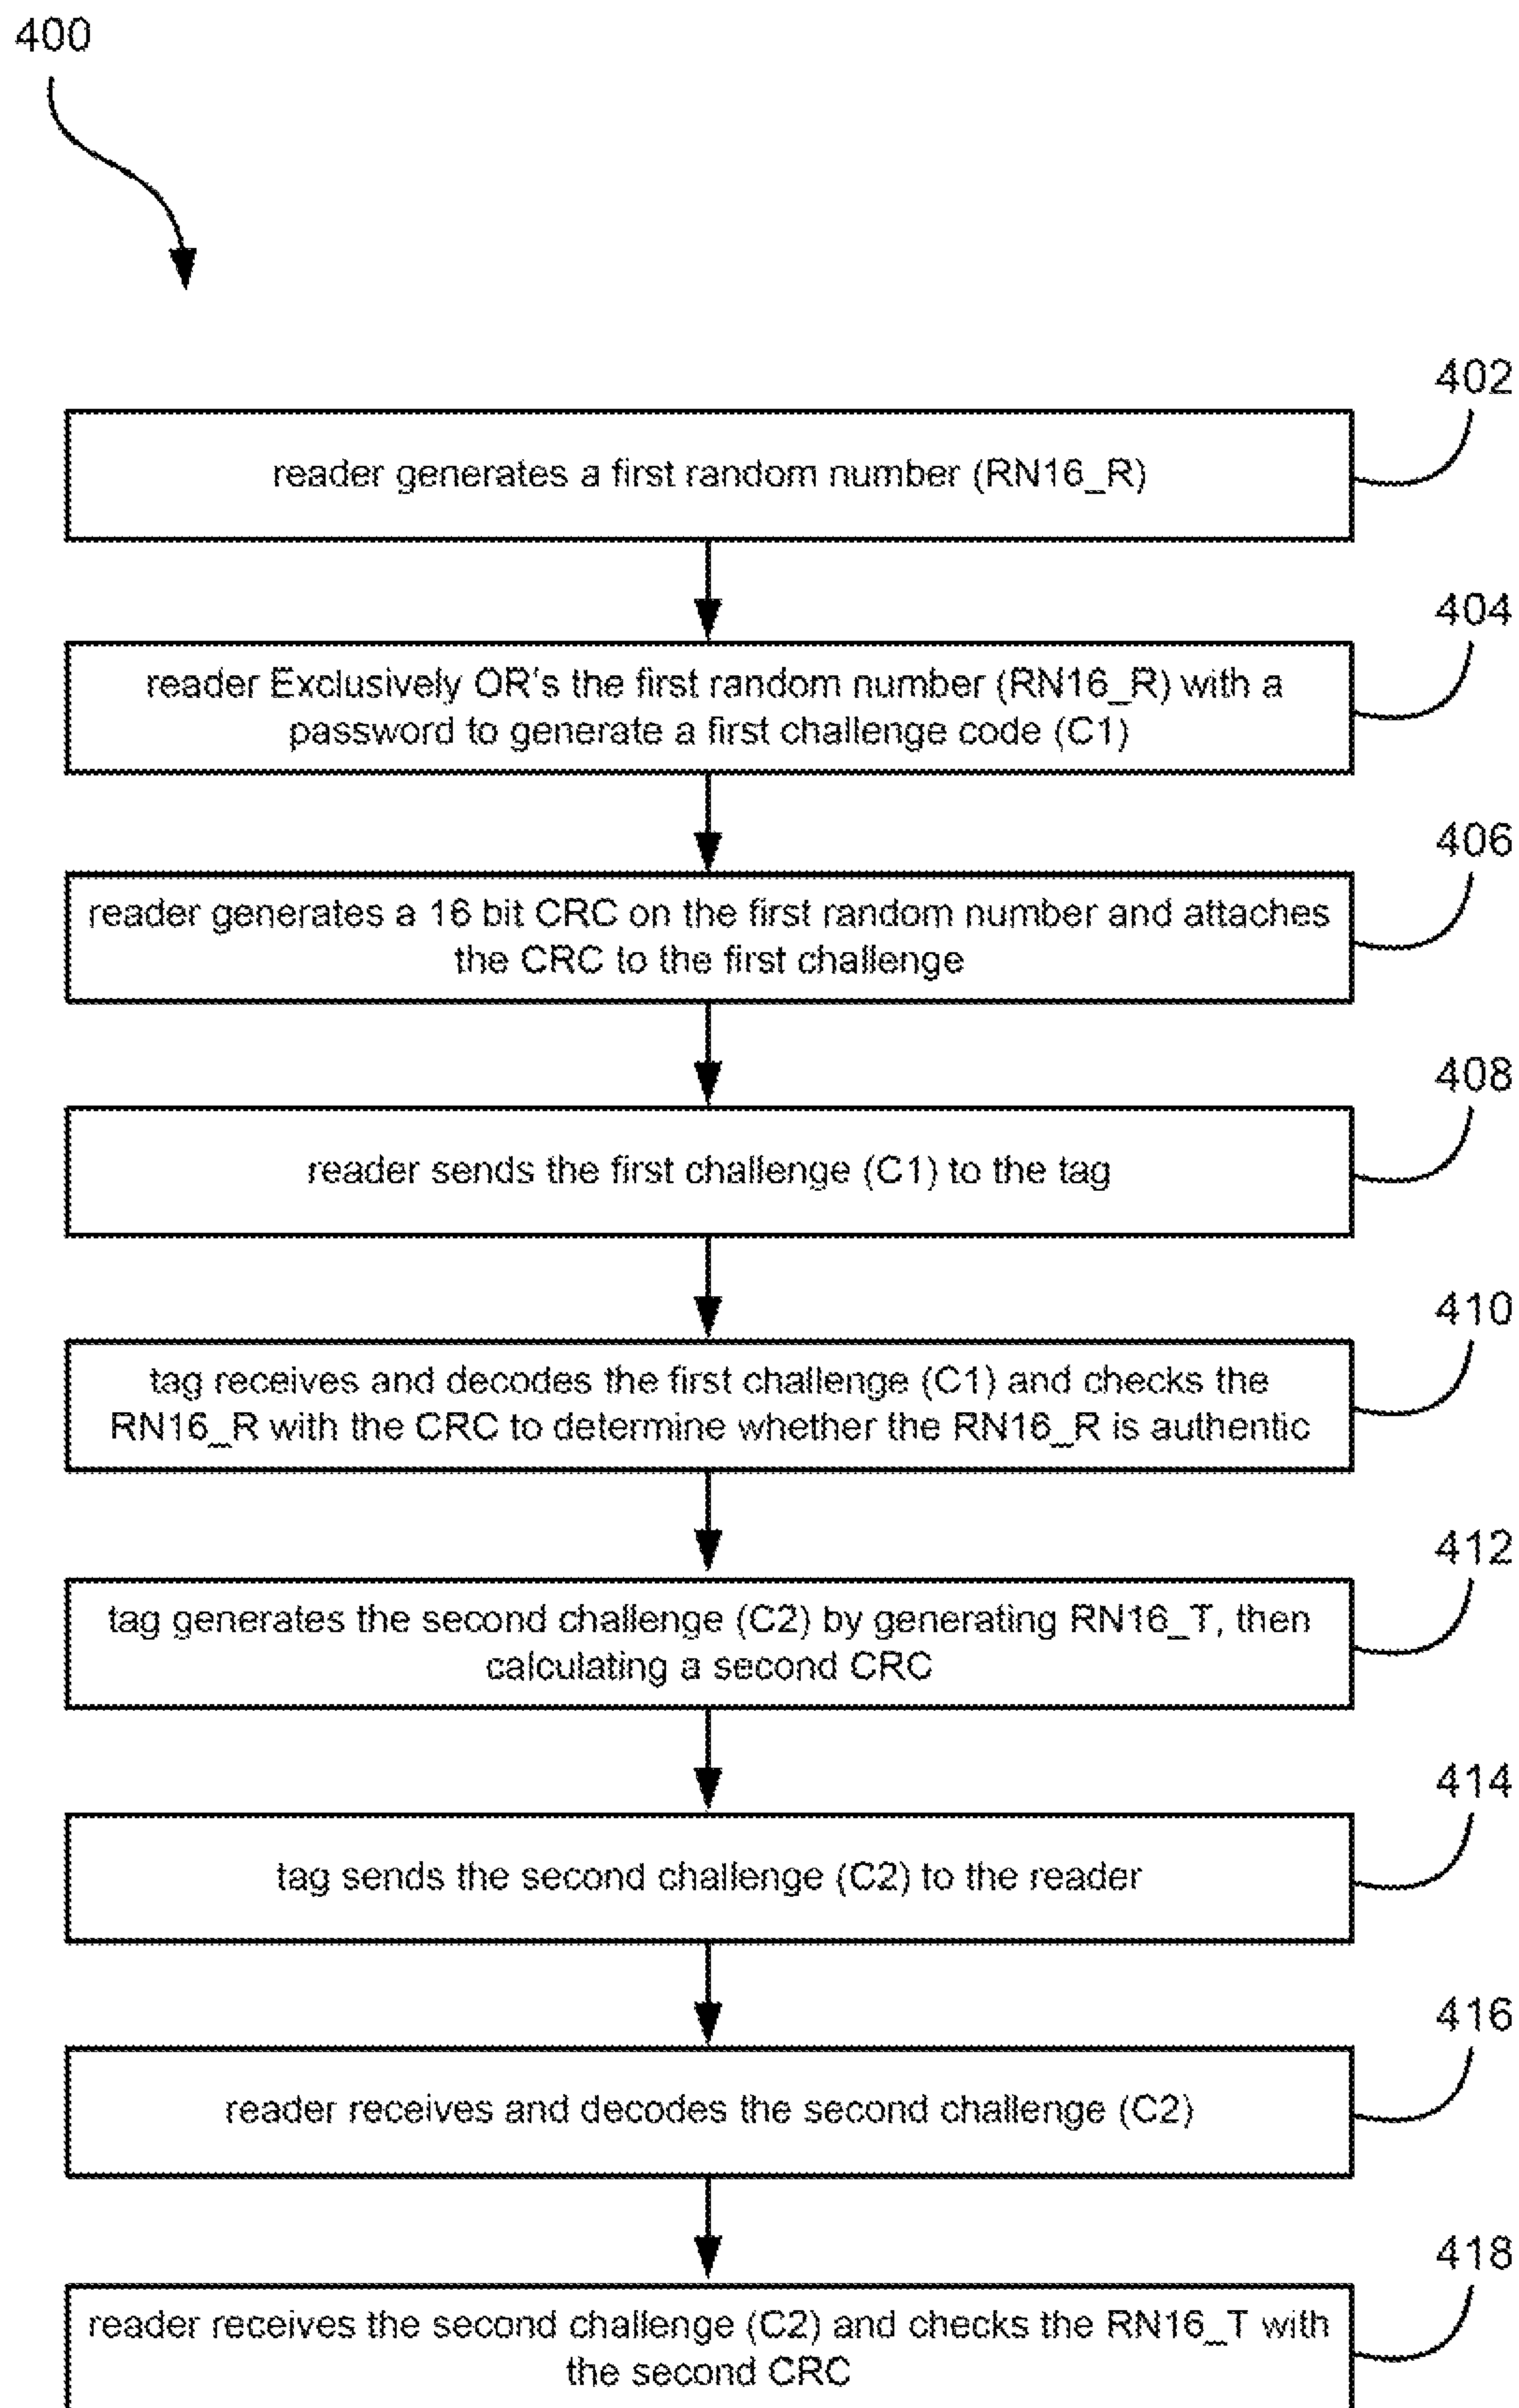 400
402
reader generates a first random number (RN16_R)
404
reader Exclusively OR's the first random number (RN16_R) with a
password to generate a first challenge code (C1)
406
reader generates a 16 bit CRC on the first random number and attaches
the CRC to the first challenge
408
reader sends the first challenge (C1) to the tag
410
tag receives and decodes the first challenge (C1) and checks the
RN16_R with the CRC to determine whether the RN16_R is authentic
412
tag generates the second challenge (C2) by generating RN16_T, then
calculating a second CRC
414
tag sends the second challenge (C2) to the reader
416
reader receives and decodes the second challenge (C2)
418
reader receives the second challenge (C2) and checks the RN16_T with
the second CRC